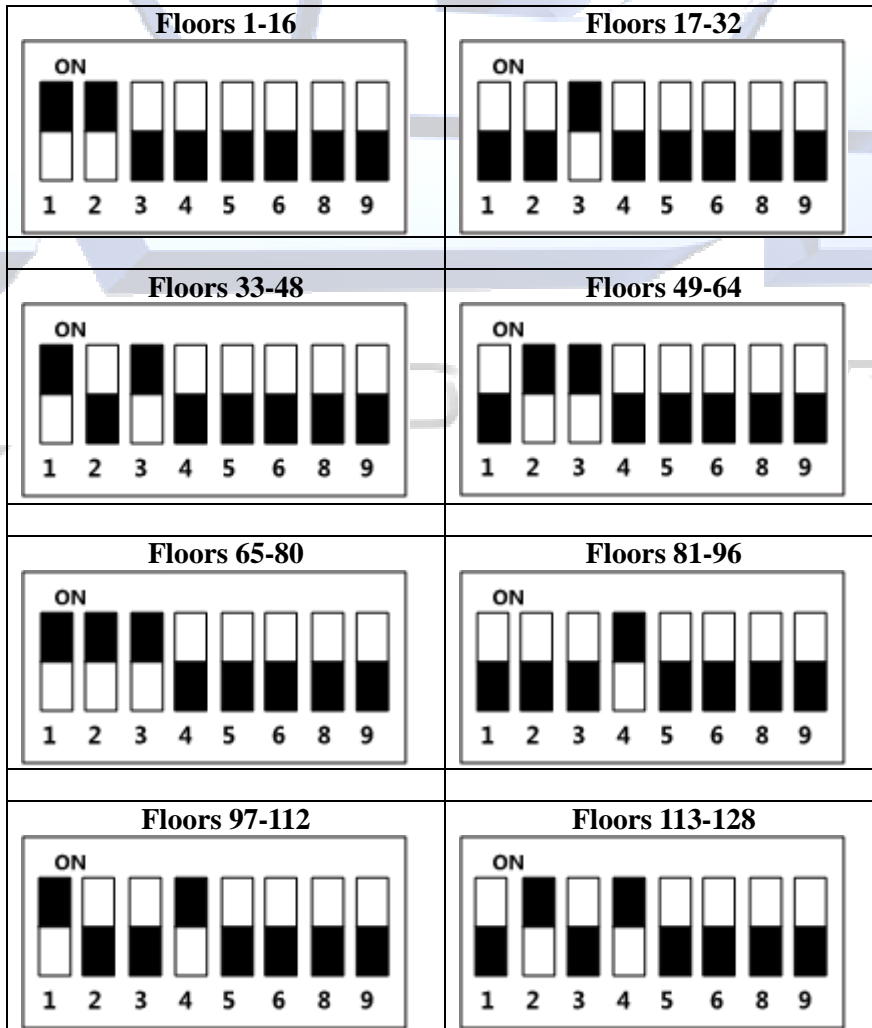 Floors 1-16
ON
1 2 3 4 5 6 8 9
Floors 17-32
ON
1 2 3 4 5 6 8 9
Floors 33-48
ON
1 2 3 4 5 6 8 9
Floors 49-64
ON
1 2 3 4 5 6 8 9
Floors 65-80
ON
1 2 3 4 5 6 8 9
Floors 81-96
ON
1 2 3 4 5 6 8 9
Floors 97-112
ON
1 2 3 4 5 6 8 9
Floors 113-128
ON
1 2 3 4 5 6 8 9